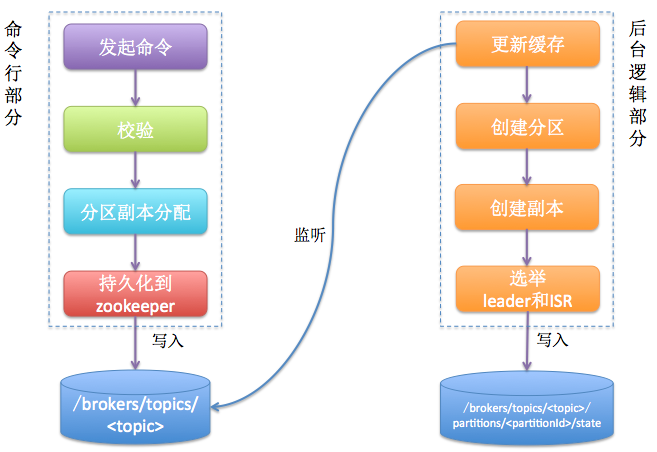 命令行部分
发起命令
校验
分区副本分配
持久化到
zookeeper
写入
/brokers/topics/
<topic>
监听
后台逻辑部分
更新缓存
创建分区
创建副本
选举
leader和ISR
写入
/brokers/topics/<topic>/
partitions/<partitionId>/state